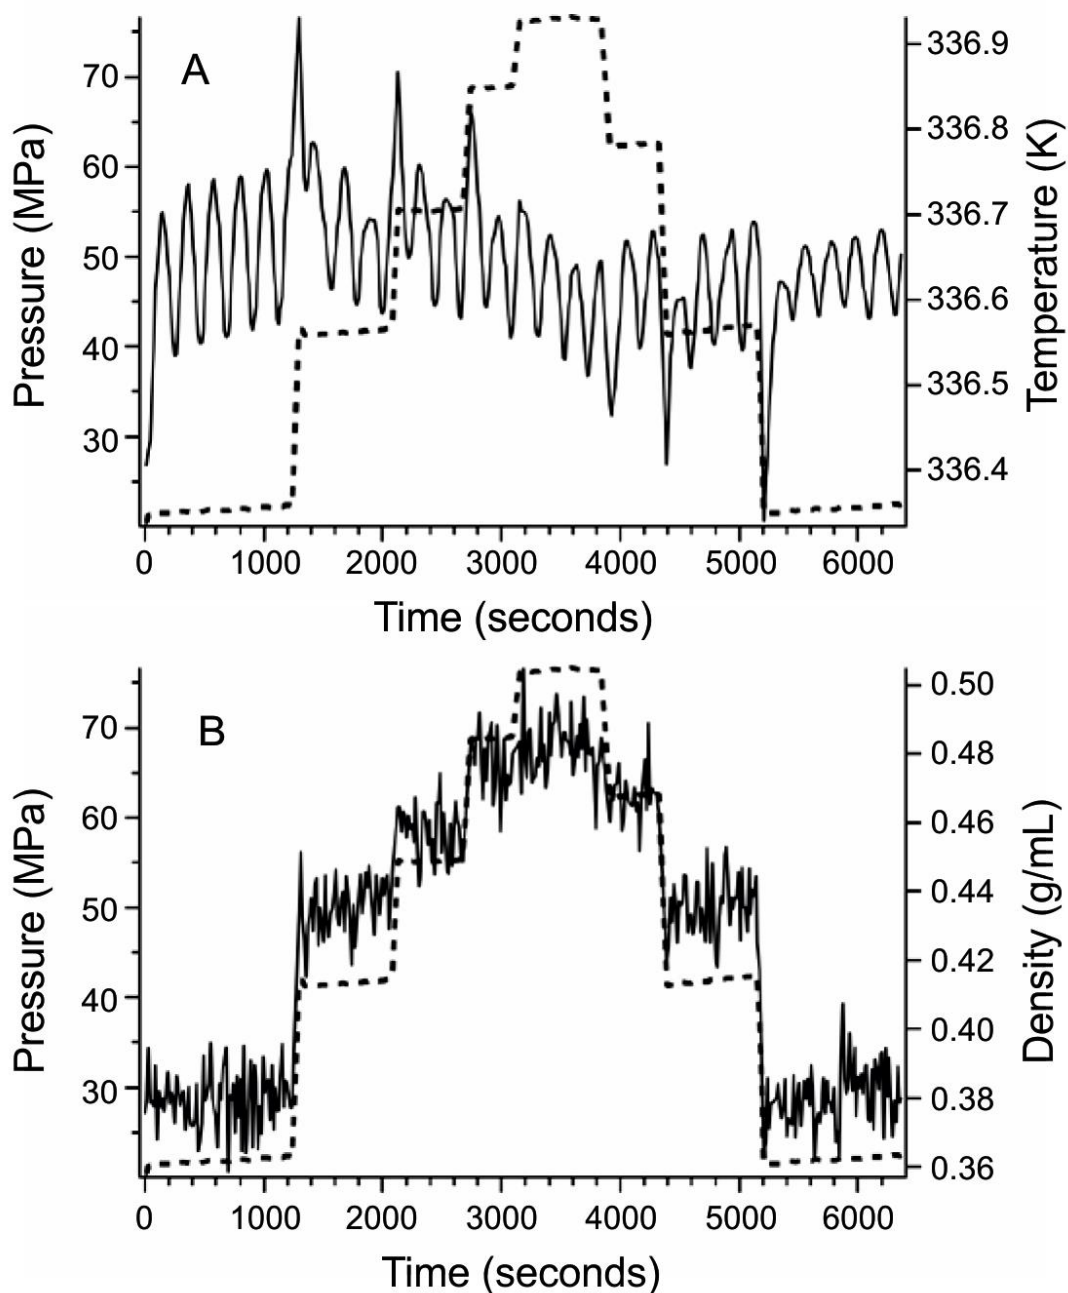 A
Pressure (MPa)
70
60
50
40
30
336.9
336.8
336.7
336.6
336.5
336.4
Temperature (K)
0 1000 2000 3000 4000 5000 6000
Time (seconds)
B
Pressure (MPa)
70
60
50
40
30
0.50
0.48
0.46
0.44
0.42
0.40
0.38
0.36
Density (g/mL)
0 1000 2000 3000 4000 5000 6000
Time (seconds)